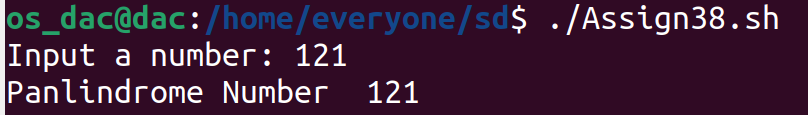 os_dac@dac:/home/everyone/sd$ ./Assign38.sh
Input a number: 121
Panlindrome Number  121